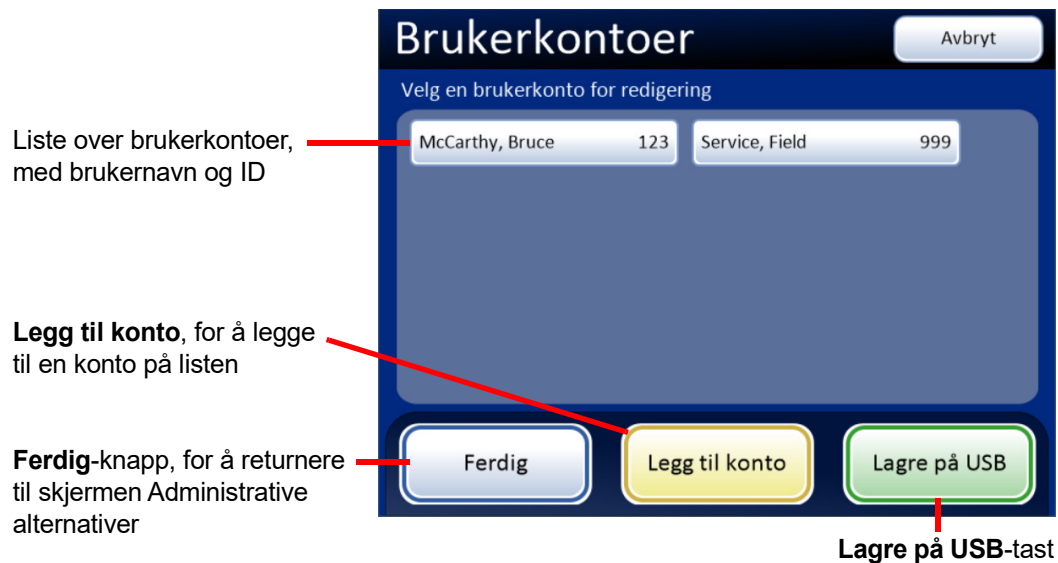 Brukerkontoer
Avbryt
Velg en brukerkonto for redigering
Liste over brukerkontoer,
med brukernavn og ID
McCarthy, Bruce 123
Service, Field 999
Legg til konto, for å legge
til en konto på listen
Ferdig-knapp, for å returnere
til skjermen Administrative
alternativer
Ferdig
Legg til konto
Lagre på USB
Lagre på USB-tast